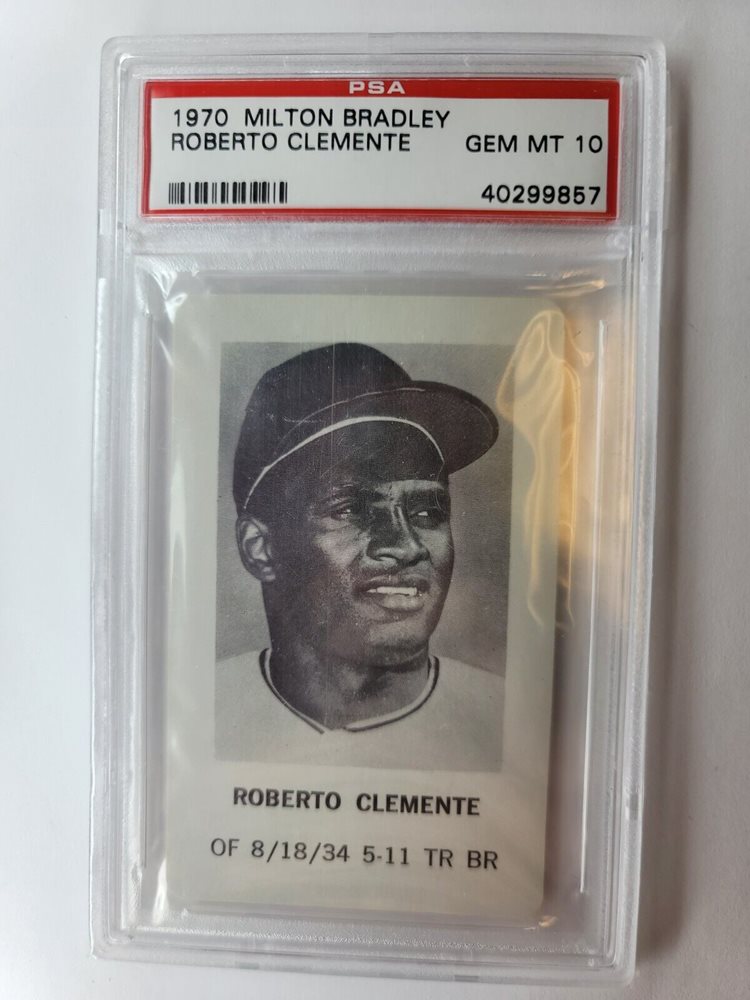 PSA
1970 MILTON BRADLEY
ROBERTO CLEMENTE GEM MT 10
40299857
ROBERTO CLEMENTE
OF 8/18/34 5-11 TR BR